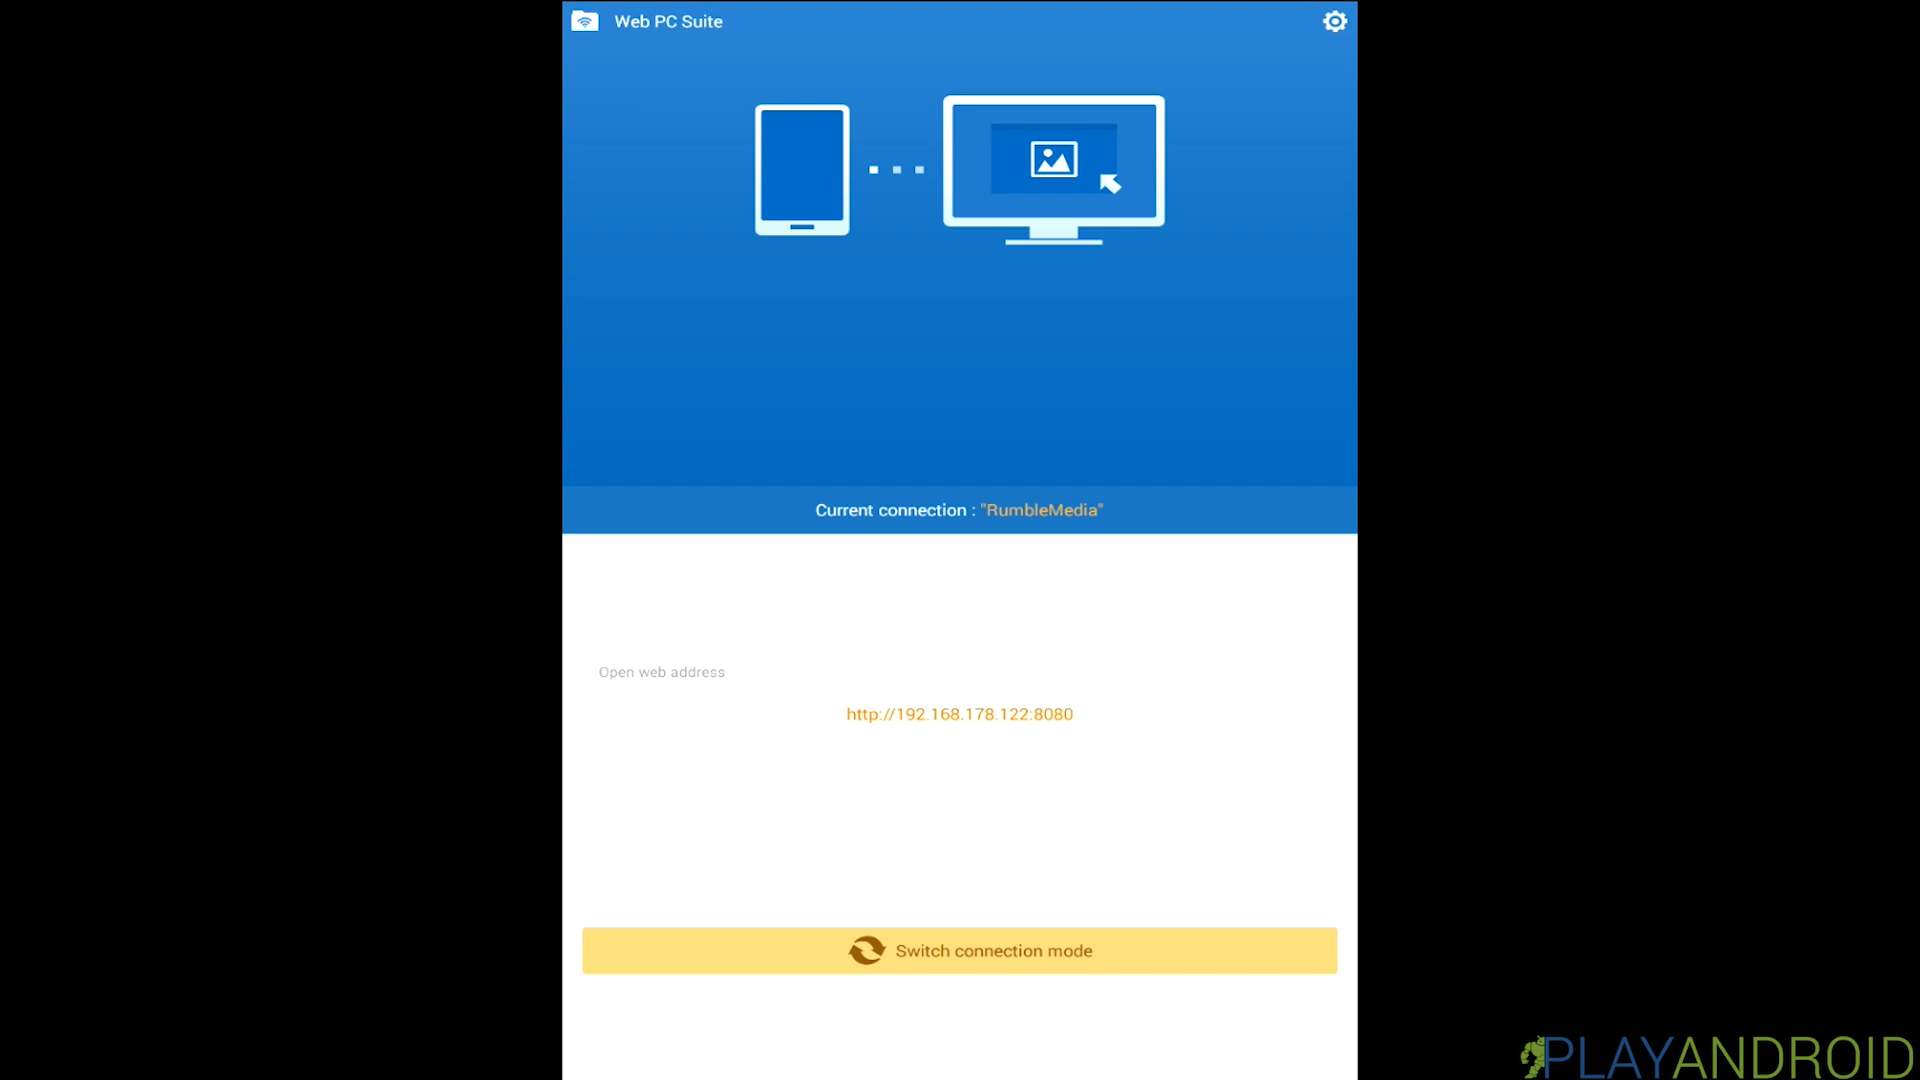 Web PC Suite
Current connection : "RumbleMedia"
Open web address
http://192.168.178.122:8080
Switch connection mode
PLAYANDROID